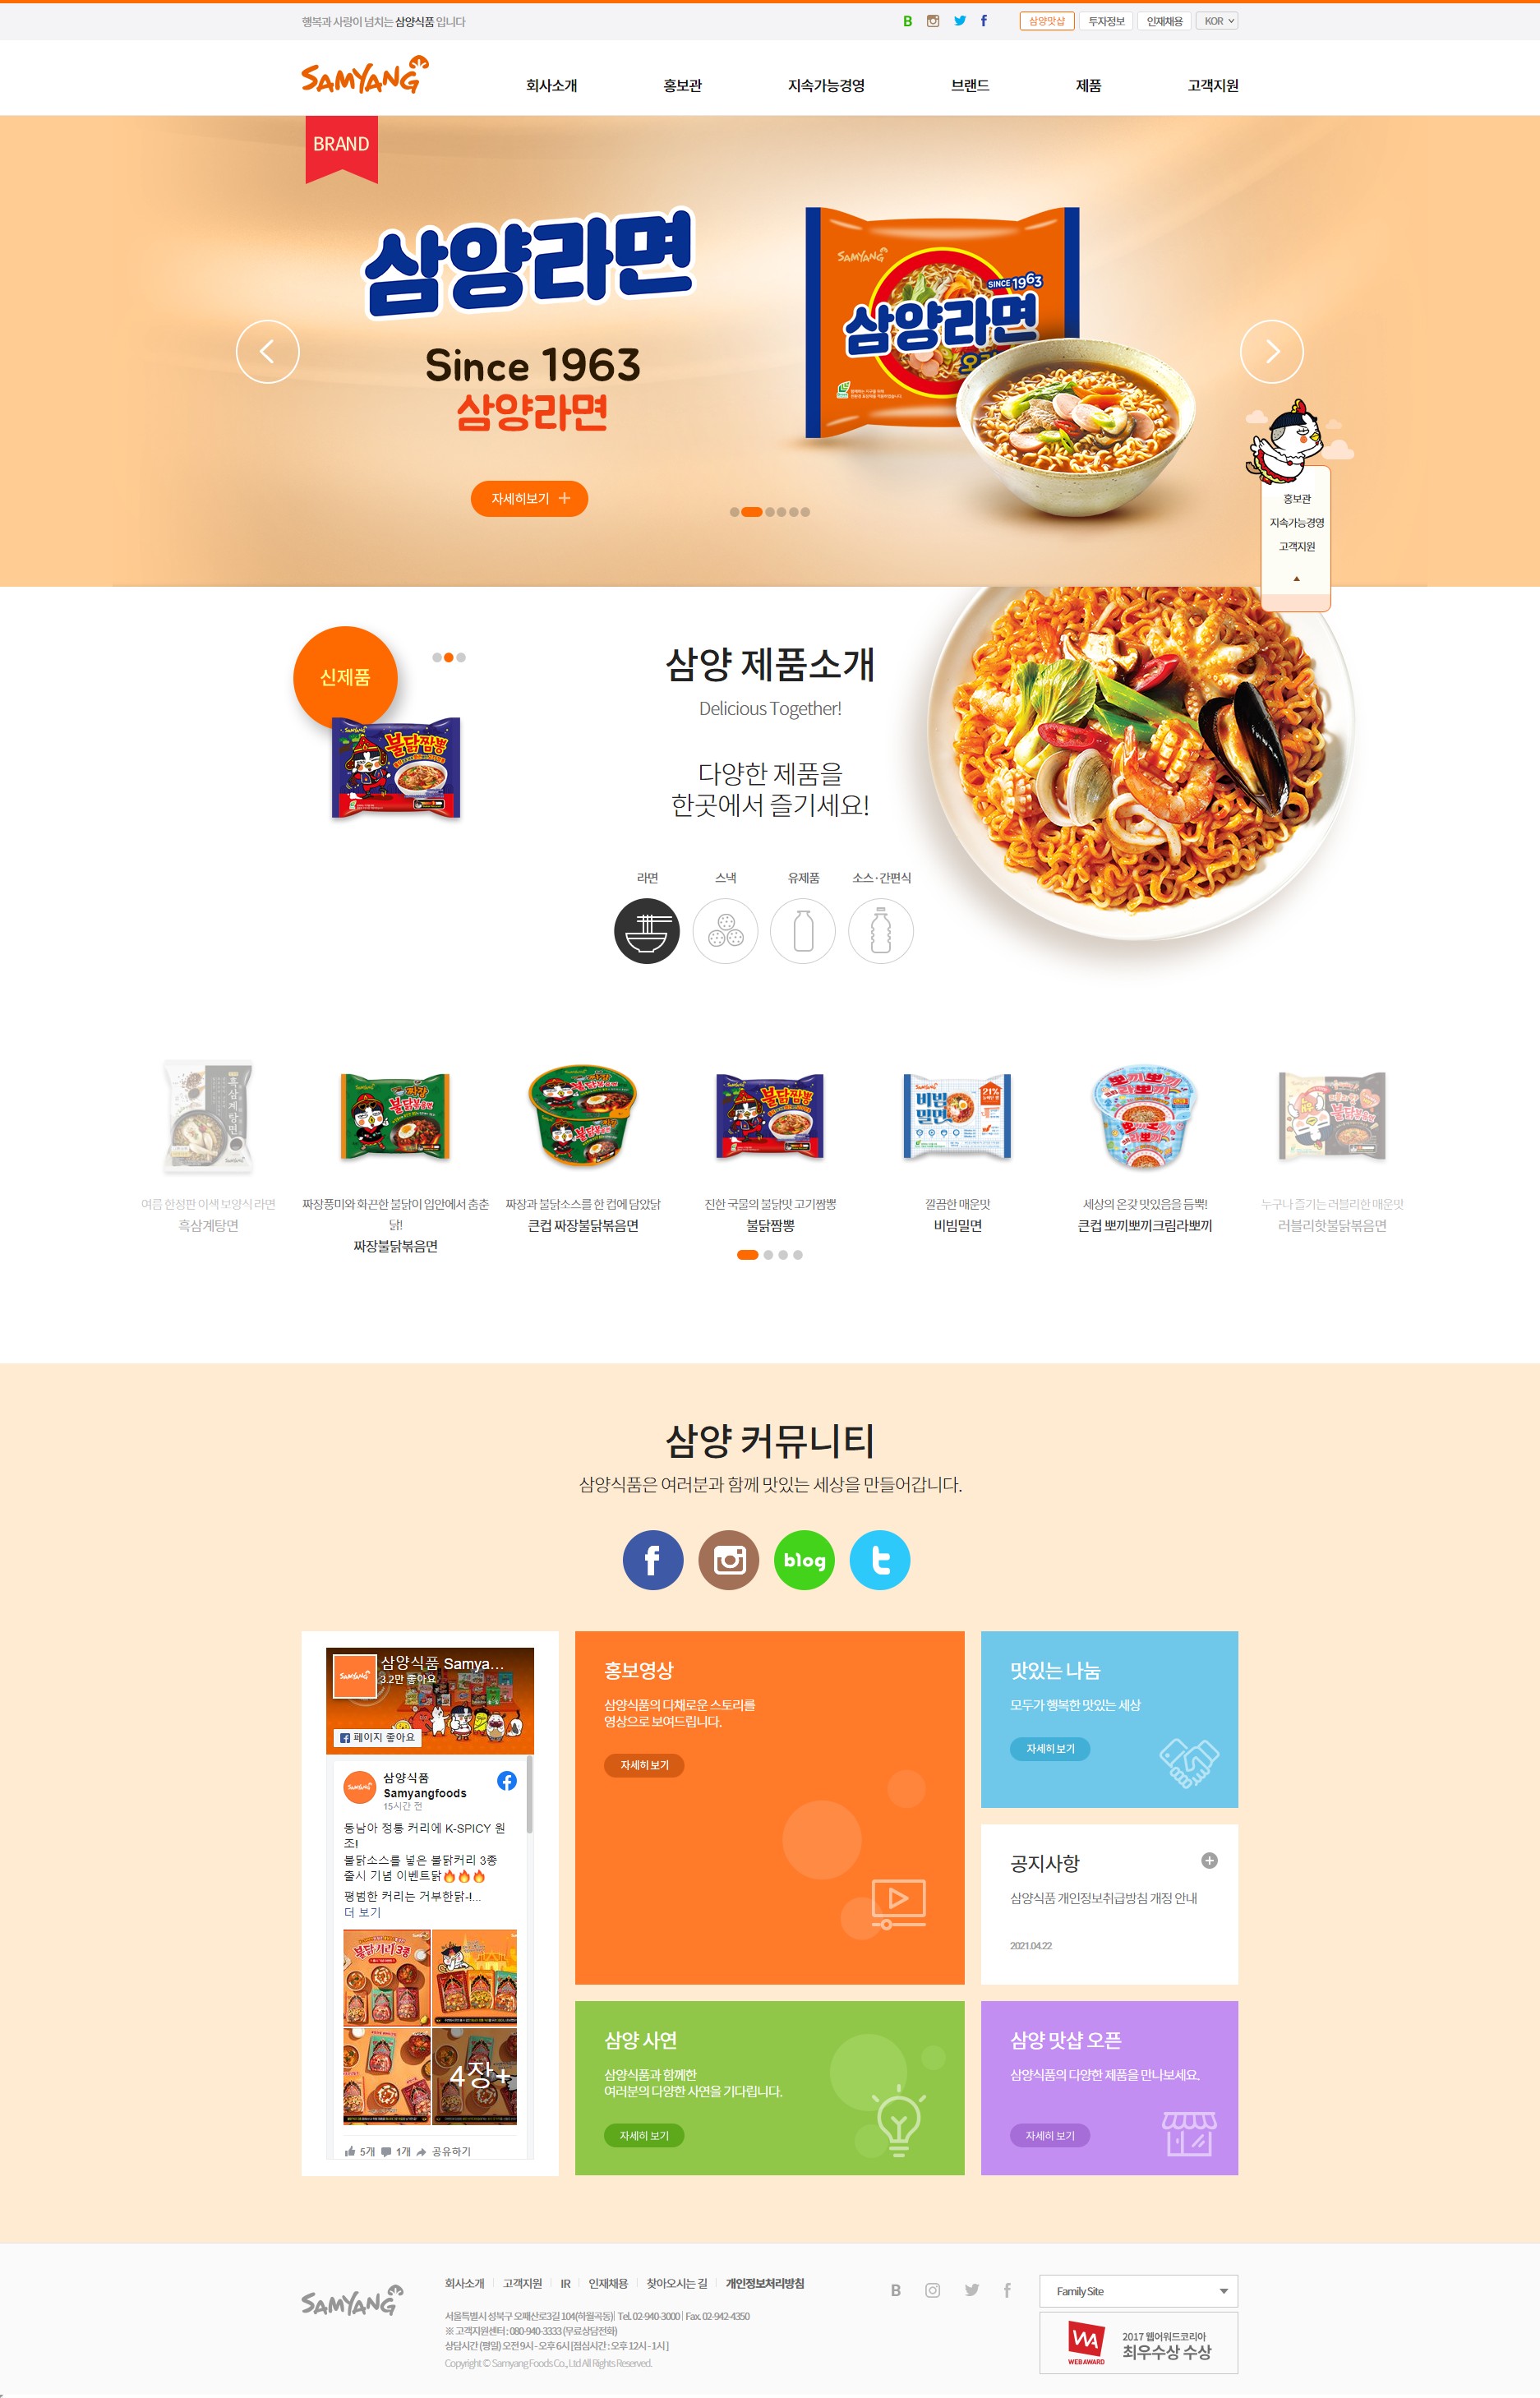 행복과 사랑이 넘치는 삼양식품 입니다
삼양맛샵
투자정보
인재채용
KOR
SAMYANG
회사소개
홍보관
지속가능경영
브랜드
제품
고객지원
BRAND
삼양라면
Since 1963
삼양라면
자세히보기
SAMYANG
SINCE 1963
삼양라면
홍보관
지속가능경영
고객지원
신제품
불닭짬뽕
삼양 제품소개
Delicious Together!
다양한 제품을
한곳에서 즐기세요!
라면
스낵
유제품
소스·간편식
여름 한정판 이색 보양식 라면
흑삼계탕면
짜장풍미와 화끈한 불닭이 입안에서 춤춘
닭!
짜장불닭볶음면
짜장과 불닭소스를 한 컵에 담았닭
큰컵 짜장불닭볶음면
진한 국물의 불닭맛 고기짬뽕
불닭짬뽕
깔끔한 매운맛
비빔밀면
세상의 온갖 맛있음을 듬뿍!
큰컵 뽀끼뽀끼크림라뽀끼
누구나 즐기는 러블리한 매운맛
러블리핫불닭볶음면
삼양 커뮤니티
삼양식품은 여러분과 함께 맛있는 세상을 만들어갑니다.
blog
삼양식품 Samya...
3.2만 좋아요
페이지 좋아요
삼양식품
Samyangfoods
15시간 전
동남아 정통 커리에 K-SPICY 원
조!
불닭소스를 넣은 불닭커리 3종
출시 기념 이벤트닭🔥🔥🔥
평범한 커리는 거부한닭-!...
더 보기
불닭커리 3종
4장+
5개
1개
공유하기
홍보영상
삼양식품의 다채로운 스토리를
영상으로 보여드립니다.
자세히 보기
맛있는 나눔
모두가 행복한 맛있는 세상
자세히 보기
공지사항
삼양식품 개인정보취급방침 개정 안내
2021.04.22
삼양 사연
삼양식품과 함께한
여러분의 다양한 사연을 기다립니다.
자세히 보기
삼양 맛샵 오픈
삼양식품의 다양한 제품을 만나보세요.
자세히 보기
SAMYANG
회사소개
고객지원
IR
인재채용
찾아오시는 길
개인정보처리방침
서울특별시 성북구 오패산로3길 104(하월곡동) | Tel. 02-940-3000 | Fax. 02-942-4350
※ 고객지원센터 : 080-940-3333 (무료상담전화)
상담시간 (평일) 오전 9시 - 오후 6시 [점심시간 : 오후 12시 - 1시 ]
Copyright © Samyang Foods Co., Ltd All Rights Reserved.
Family Site
WEBAWARD
2017 웹어워드코리아
최우수상 수상